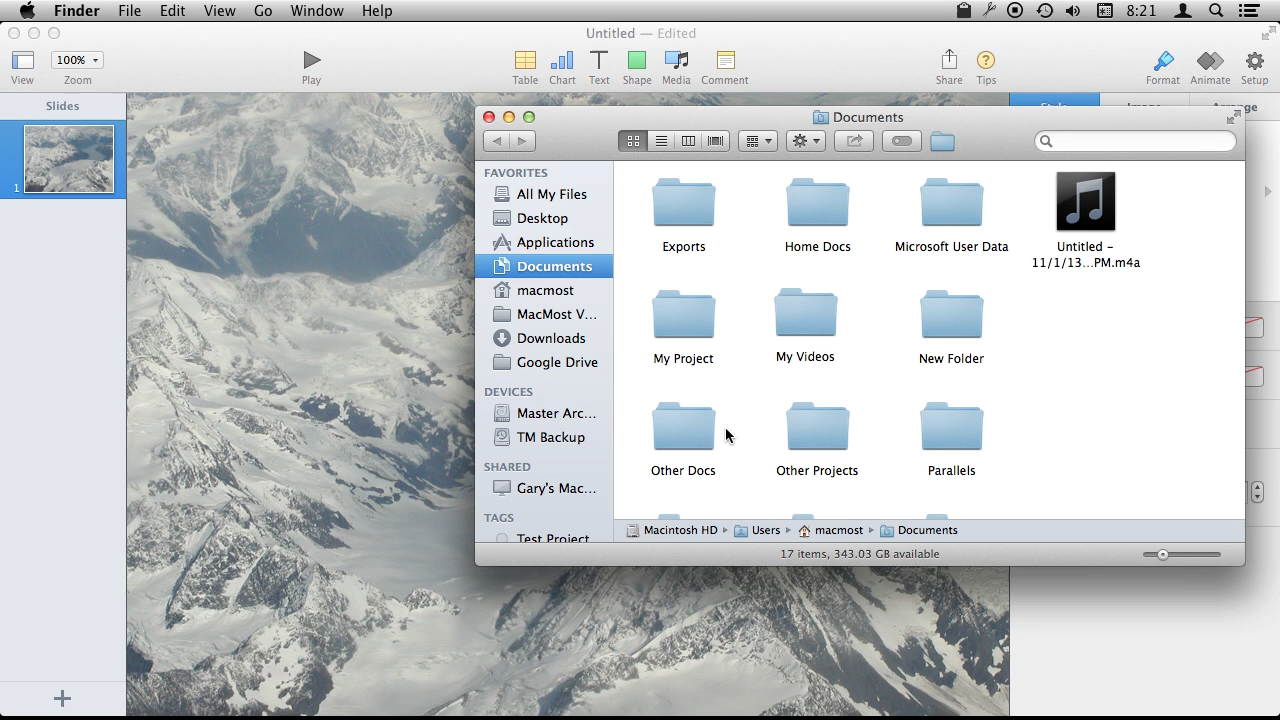 Finder File Edit View Go Window Help 8:21
Untitled — Edited
100%
View Zoom Play Table Chart Text Shape Media Comment Share Tips Format Animate Setup
Slides
1
Documents
FAVORITES
All My Files
Desktop
Applications
Documents
macmost
MacMost V...
Downloads
Google Drive
DEVICES
Master Arc...
TM Backup
SHARED
Gary's Mac...
TAGS
Test Project
Exports Home Docs Microsoft User Data Untitled –
11/1/13...PM.m4a
My Project My Videos New Folder
Other Docs Other Projects Parallels
Macintosh HD Users macmost Documents
17 items, 343.03 GB available